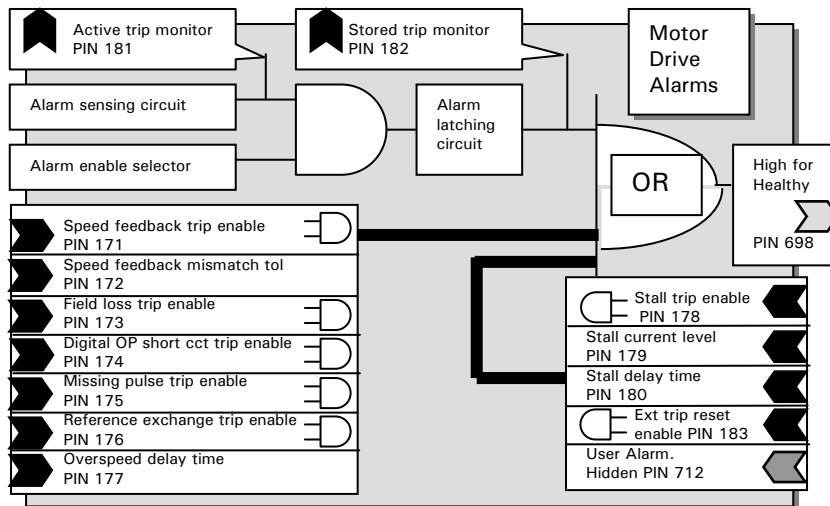 Active trip monitor
PIN 181
Stored trip monitor
PIN 182
Motor
Drive
Alarms
Alarm sensing circuit
Alarm enable selector
Alarm
latching
circuit
OR
High for
Healthy
PIN 698
Speed feedback trip enable
PIN 171
Speed feedback mismatch tol
PIN 172
Field loss trip enable
PIN 173
Digital OP short cct trip enable
PIN 174
Missing pulse trip enable
PIN 175
Reference exchange trip enable
PIN 176
Overspeed delay time
PIN 177
Stall trip enable
PIN 178
Stall current level
PIN 179
Stall delay time
PIN 180
Ext trip reset
enable PIN 183
User Alarm.
Hidden PIN 712